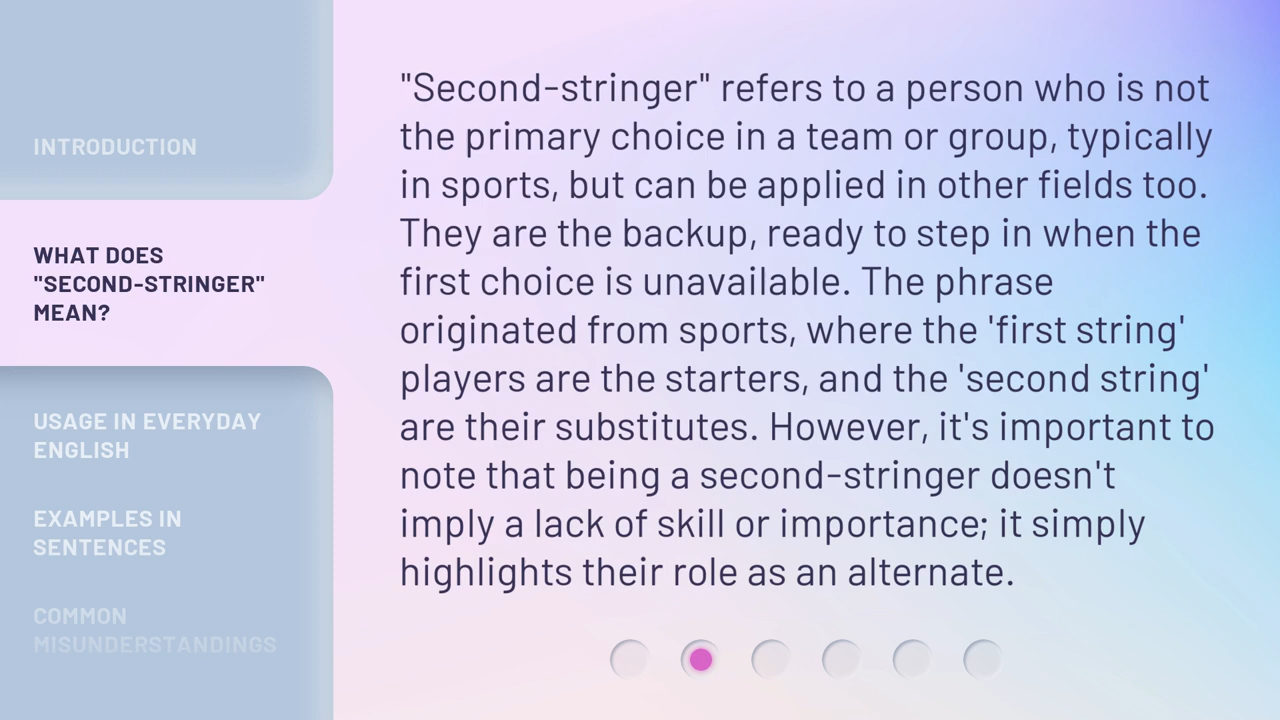 INTRODUCTION
WHAT DOES
"SECOND-STRINGER"
MEAN?
USAGE IN EVERYDAY
ENGLISH
EXAMPLES IN
SENTENCES
COMMON
MISUNDERSTANDINGS
"Second-stringer" refers to a person who is not
the primary choice in a team or group, typically
in sports, but can be applied in other fields too.
They are the backup, ready to step in when the
first choice is unavailable. The phrase
originated from sports, where the 'first string'
players are the starters, and the 'second string'
are their substitutes. However, it's important to
note that being a second-stringer doesn't
imply a lack of skill or importance; it simply
highlights their role as an alternate.